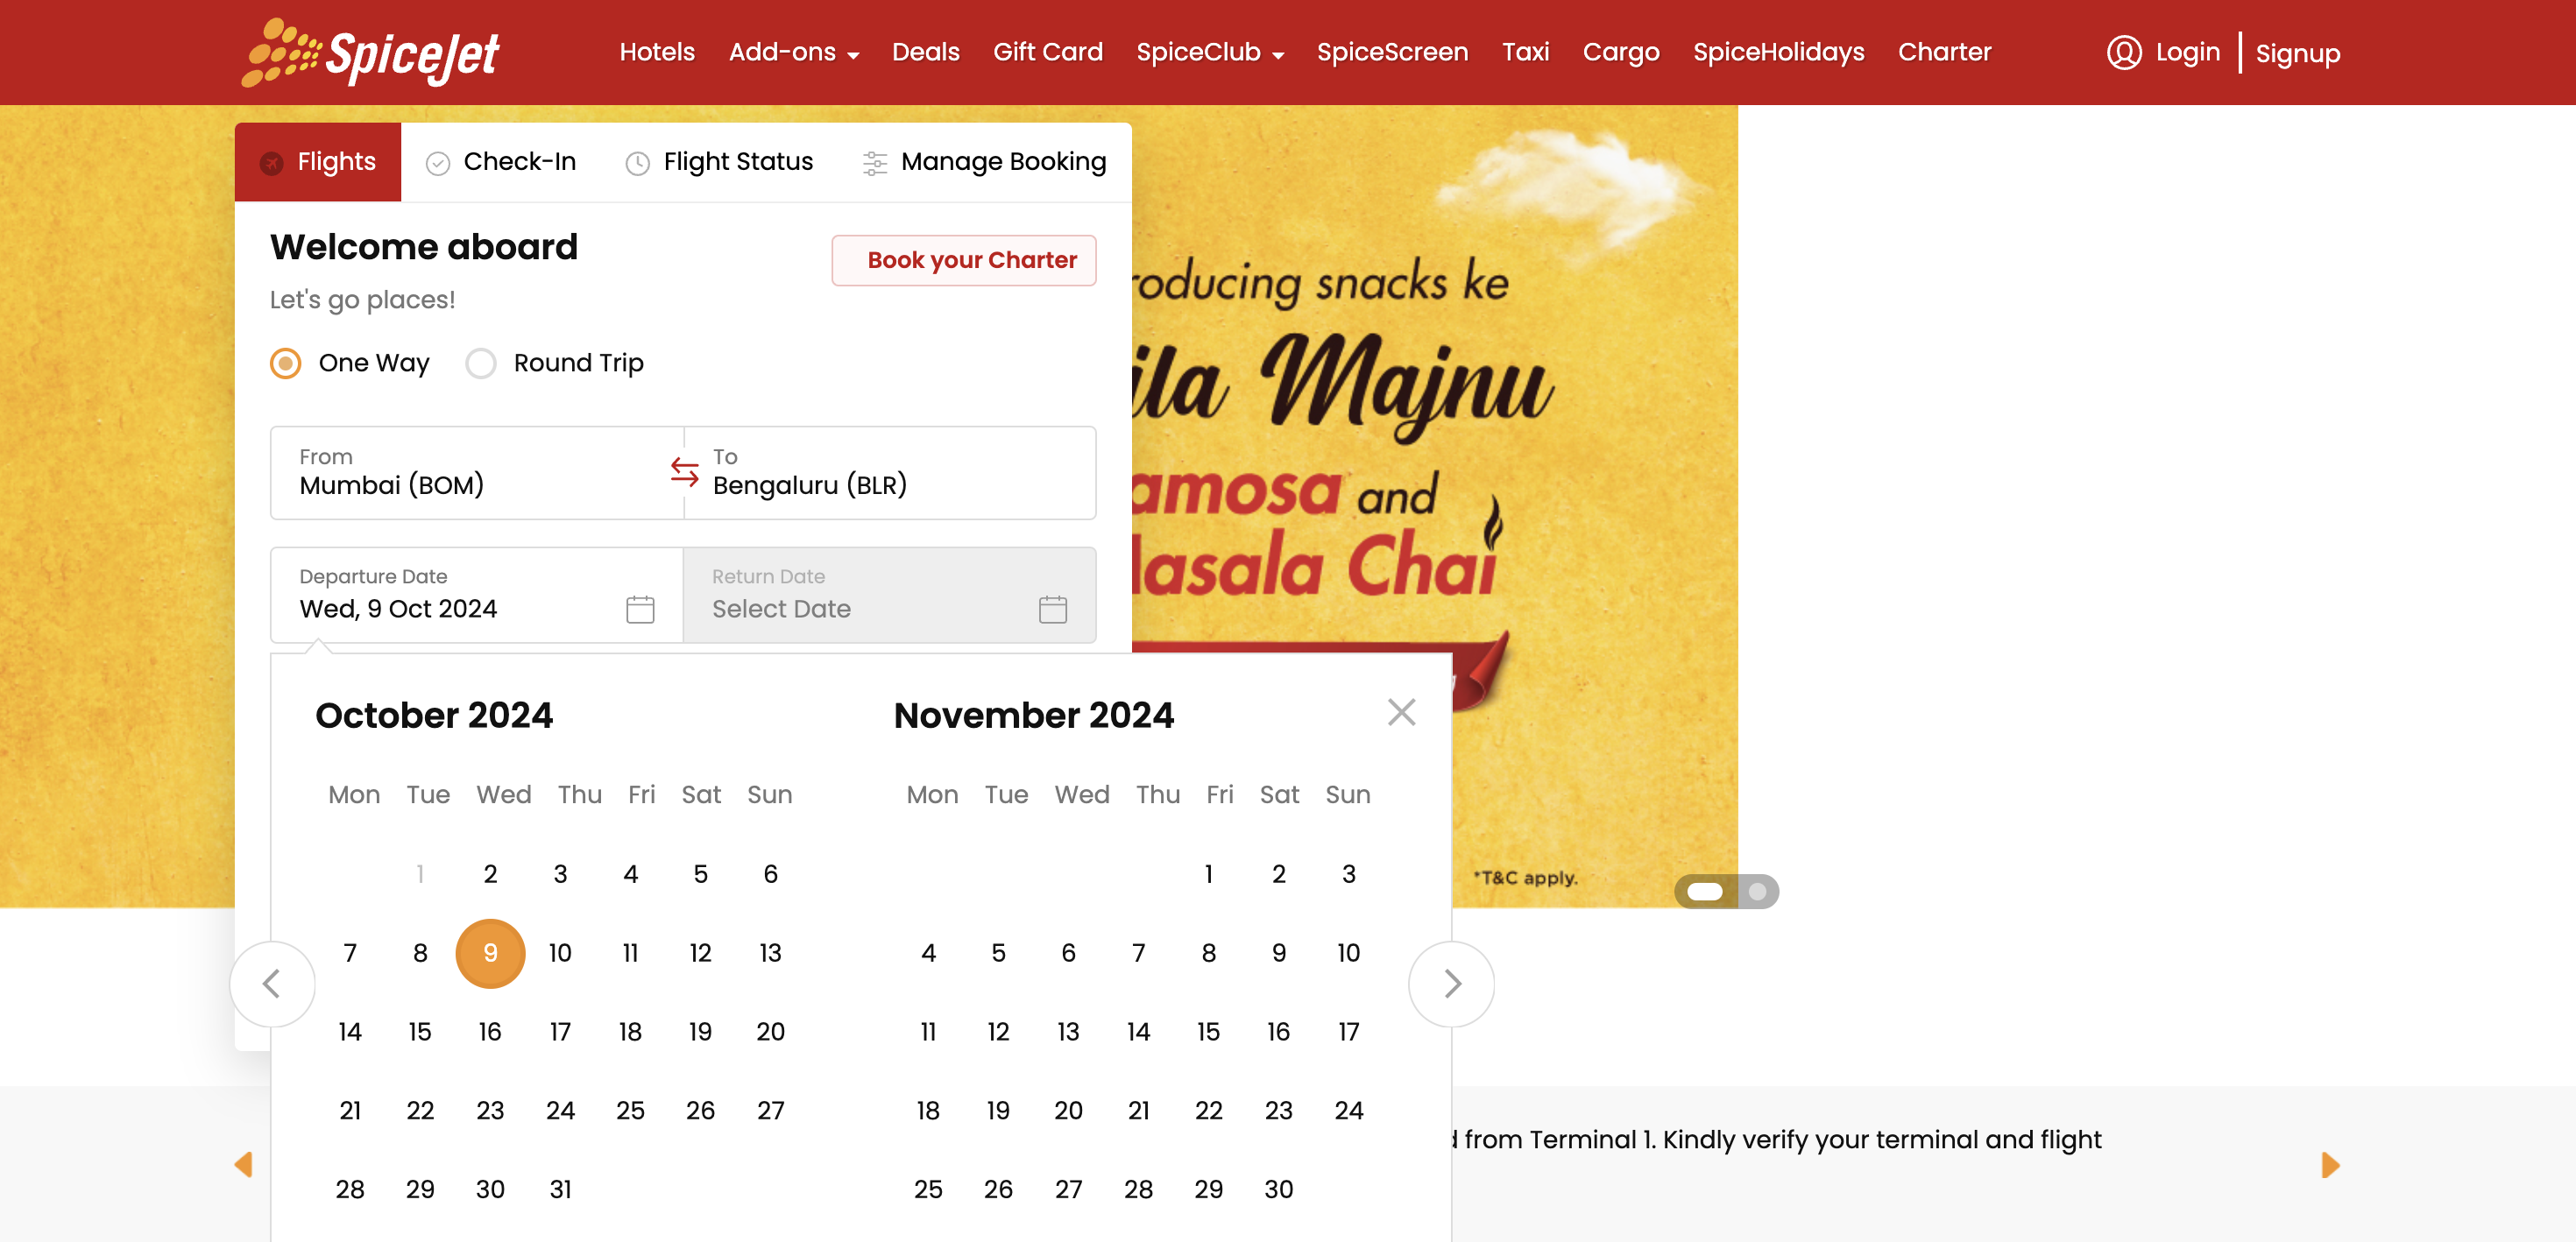 SpiceJet
Hotels Add-ons Deals Gift Card SpiceClub SpiceScreen Taxi Cargo SpiceHolidays Charter Login Signup
Flights Check-In Flight Status Manage Booking
Welcome aboard
Book your Charter
Let's go places!
One Way Round Trip
From
Mumbai (BOM)
To
Bengaluru (BLR)
Departure Date
Wed, 9 Oct 2024
Return Date
Select Date
October 2024
Mon Tue Wed Thu Fri Sat Sun
1 2 3 4 5 6
7 8 9 10 11 12 13
14 15 16 17 18 19 20
21 22 23 24 25 26 27
28 29 30 31
November 2024
Mon Tue Wed Thu Fri Sat Sun
1 2 3
4 5 6 7 8 9 10
11 12 13 14 15 16 17
18 19 20 21 22 23 24
25 26 27 28 29 30
roducing snacks ke
ila Majnu
amosa and
lasala Chai
*T&C apply.
from Terminal 1. Kindly verify your terminal and flight